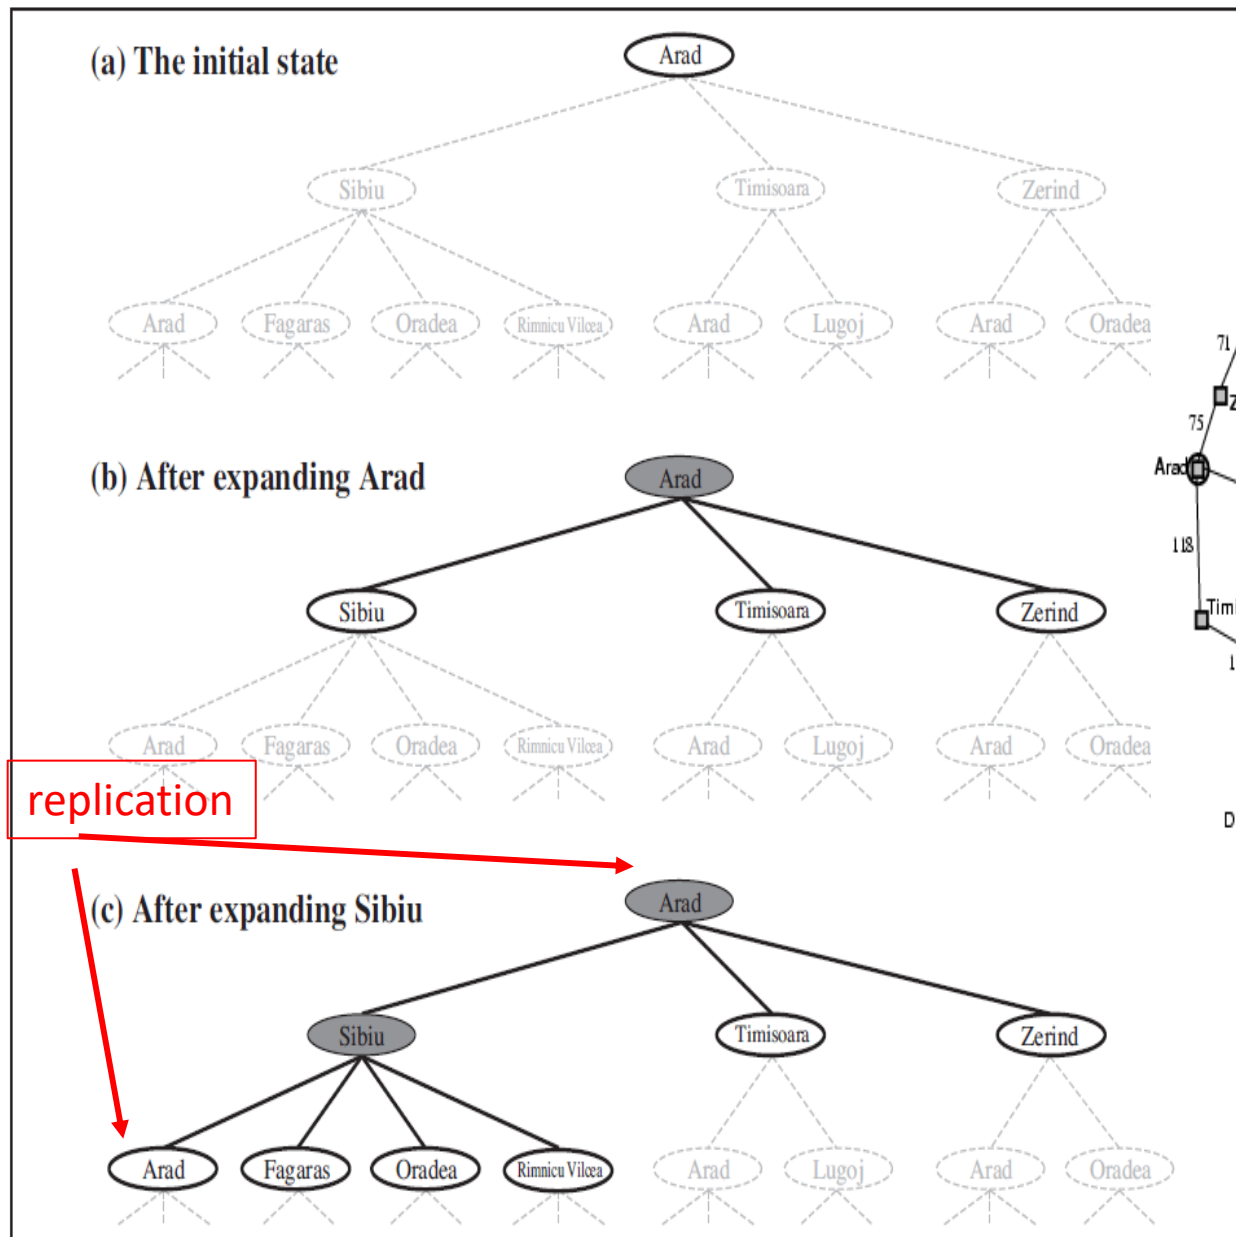 (a) The initial state
Arad
Sibiu
Timisoara
Zerind
Arad
Fagaras
Oradea
Rimnicu Vilcea
Arad
Lugoj
Arad
Oradea
(b) After expanding Arad
Arad
Sibiu
Timisoara
Zerind
Arad
Fagaras
Oradea
Rimnicu Vilcea
Arad
Lugoj
Arad
Oradea
replication
(c) After expanding Sibiu
Arad
Sibiu
Timisoara
Zerind
Arad
Fagaras
Oradea
Rimnicu Vilcea
Arad
Lugoj
Arad
Oradea
71
Z
75
Arad
118
Timi
1
D